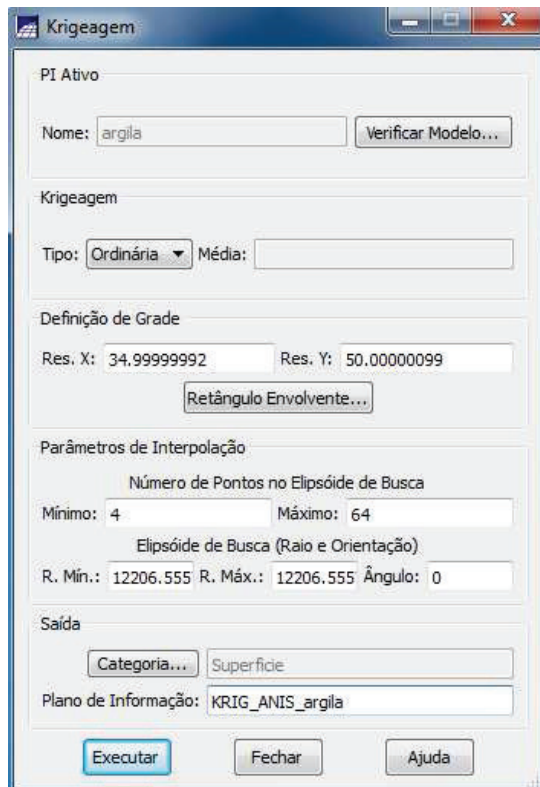 Krigeagem
PI Ativo
Nome: argila Verificar Modelo...
Krigeagem
Tipo: Ordinária Média:
Definição de Grade
Res. X: 34.99999992 Res. Y: 50.00000099
Retângulo Envolvente...
Parâmetros de Interpolação
Número de Pontos no Elipsóide de Busca
Mínimo: 4 Máximo: 64
Elipsóide de Busca (Raio e Orientação)
R. Mín.: 12206.555 R. Máx.: 12206.555 Ângulo: 0
Saída
Categoria... Superficie
Plano de Informação: KRIG_ANIS_argila
Executar Fechar Ajuda